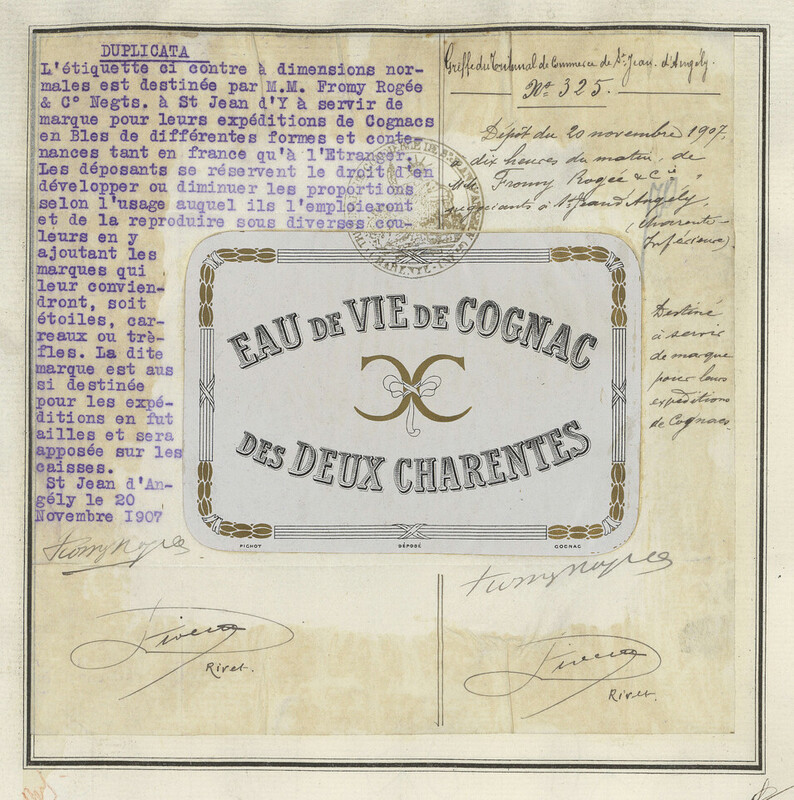 DUPLICATA
L'étiquette ci contre à dimensions nor-
males est destinée par M.M. Fromy Rogée
& C° Negts. à St Jean d'Y à servir de
marque pour leurs expéditions de Cognacs
en Bles de différentes formes et conte-
nances tant en france qu'à l'Etranger.
Les déposants se réservent le droit d'en
développer ou diminuer les proportions
selon l'usage auquel ils l'emploieront
et de la reproduire sous diverses cou-
leurs en y
ajoutant les
marques qui
leur convien-
dront, soit
étoiles, car-
reaux ou trè-
fles. La dite
marque est aus
si destinée
pour les expé-
ditions en fut
ailles et sera
apposée sur les
caisses.
St Jean d'An-
gély le 20
Novembre 1907
Greffe du Tribunal de Commerce de St Jean d'Angély.
N° 325.
Dépôt du 20 novembre 1907,
dix heures du matin, de
MM. Fromy Rogée & Cie
négociants à St Jean d'Angély,
(Charente-
Inférieure).
Destiné
à servir
de marque
pour leurs
expéditions
de Cognacs
EAU DE VIE DE COGNAC
DES DEUX CHARENTES
PICHOT DÉPOSÉ COGNAC
Rivet.
Rivet.